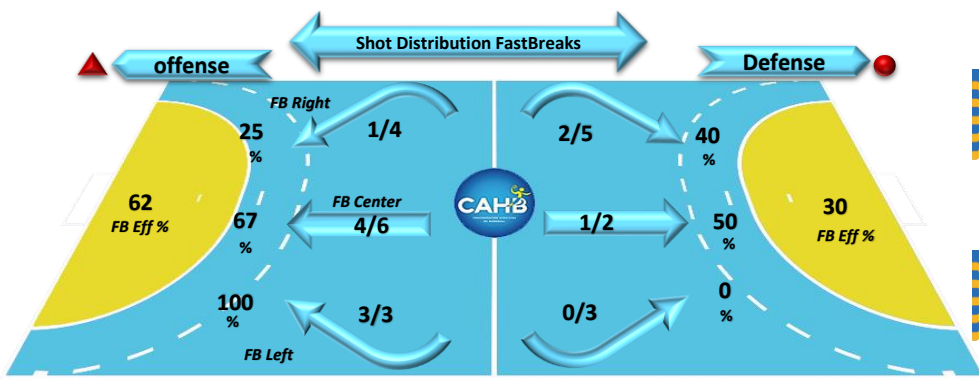 Shot Distribution FastBreaks
offense
Defense
FB Right
25
%
1/4
2/5
40
%
62
FB Eff %
67
%
FB Center
4/6
CAHB
1/2
50
%
30
FB Eff %
100
%
3/3
0/3
0
%
FB Left